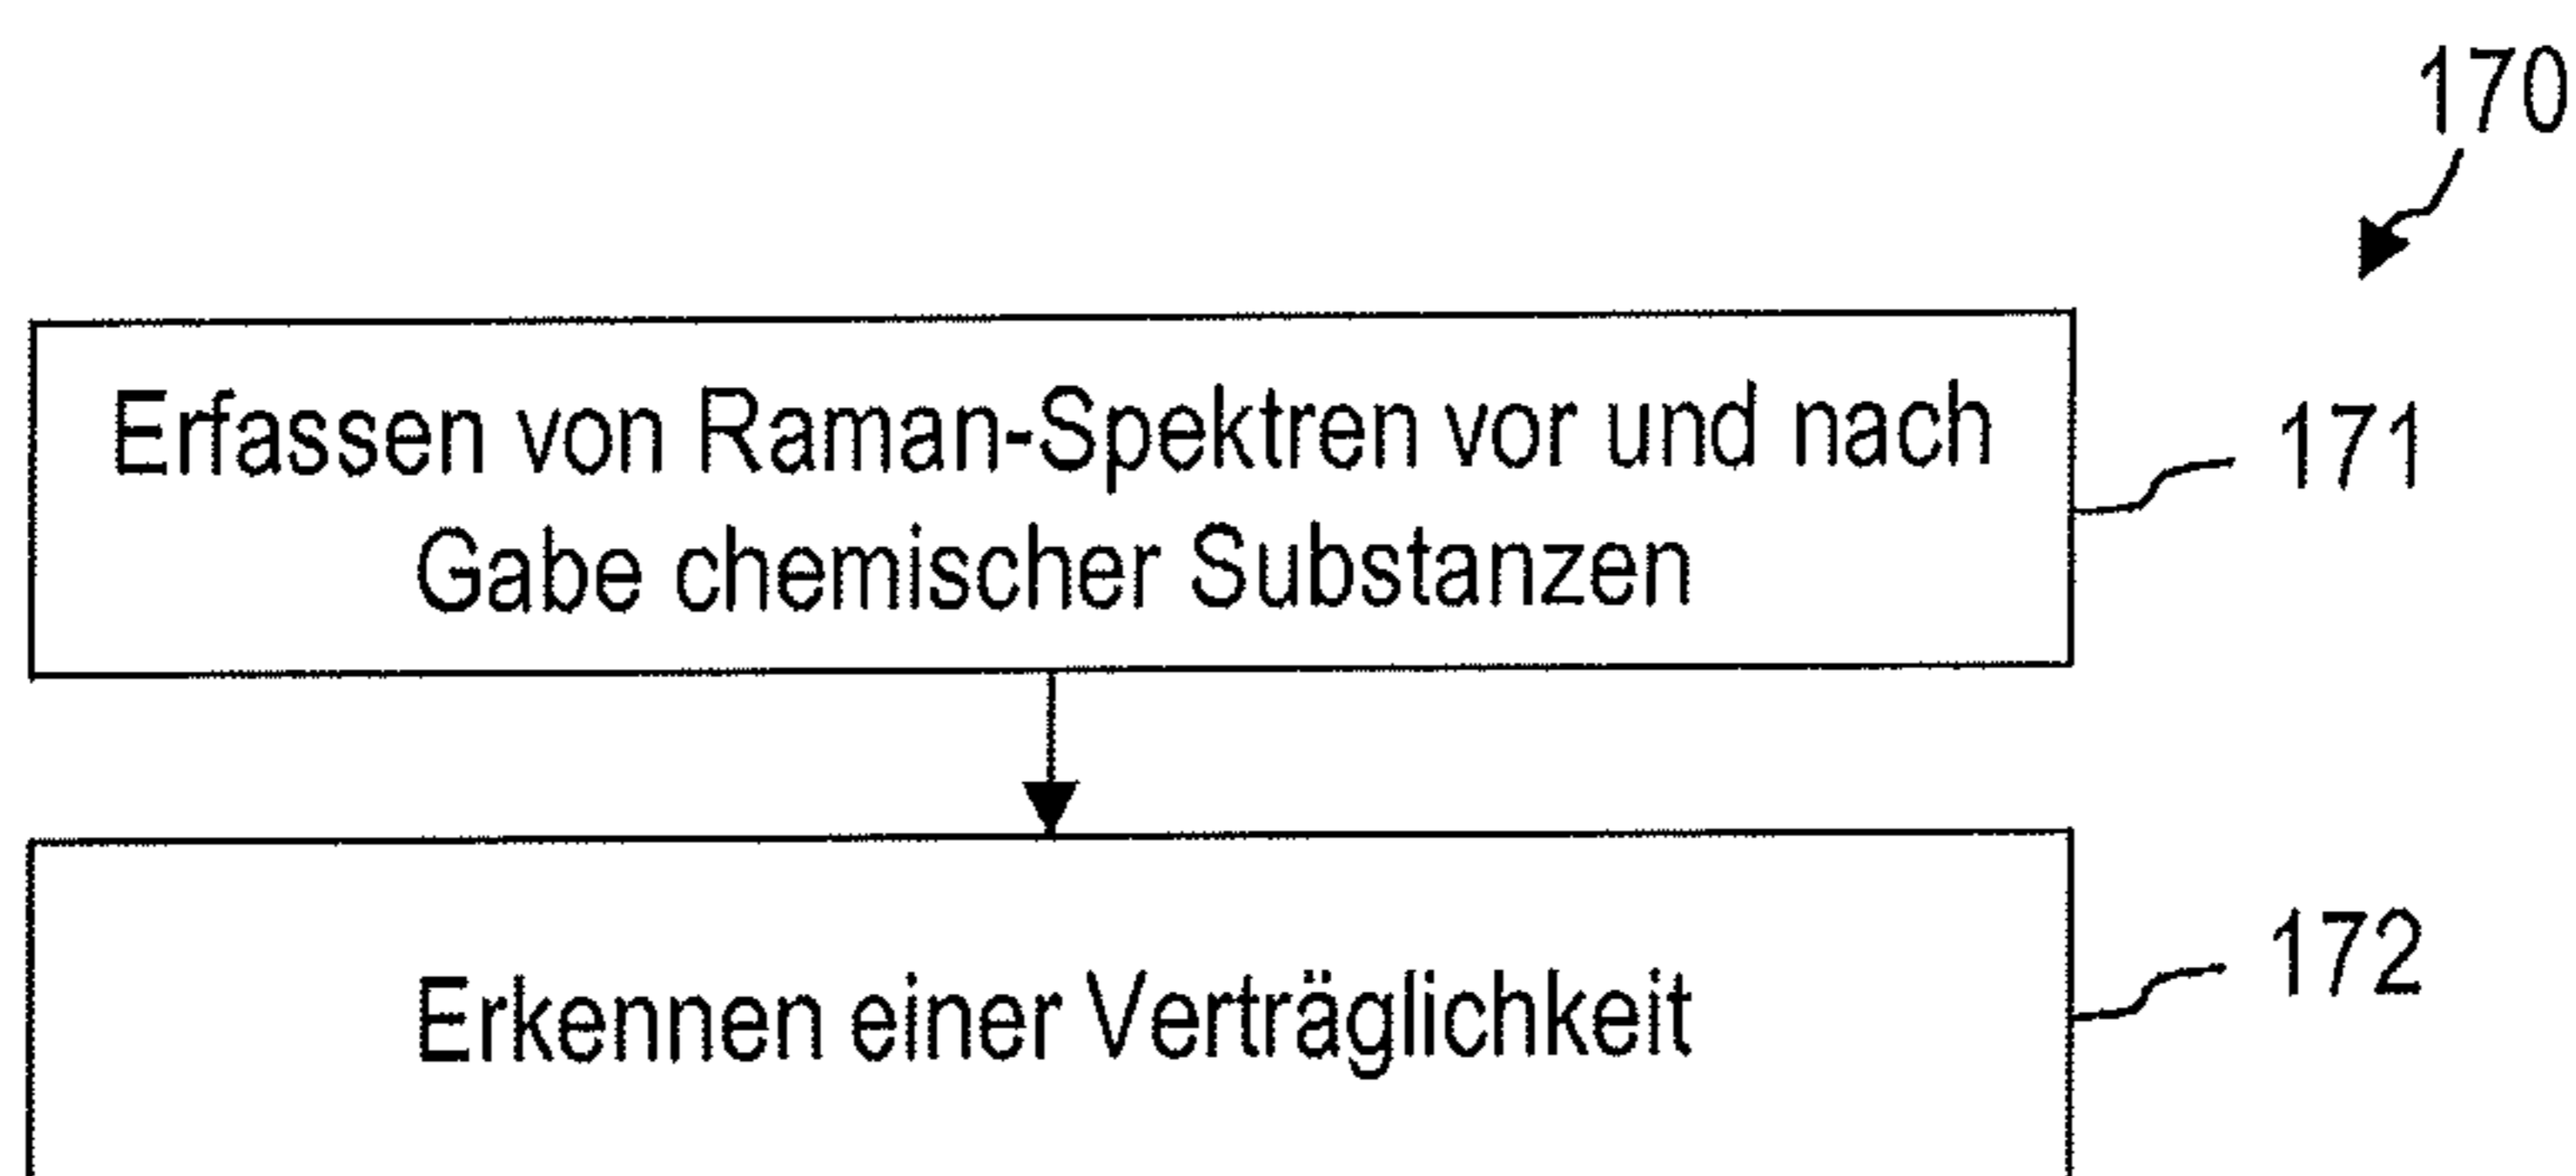 170
Erfassen von Raman-Spektren vor und nach
Gabe chemischer Substanzen
171
Erkennen einer Verträglichkeit
172